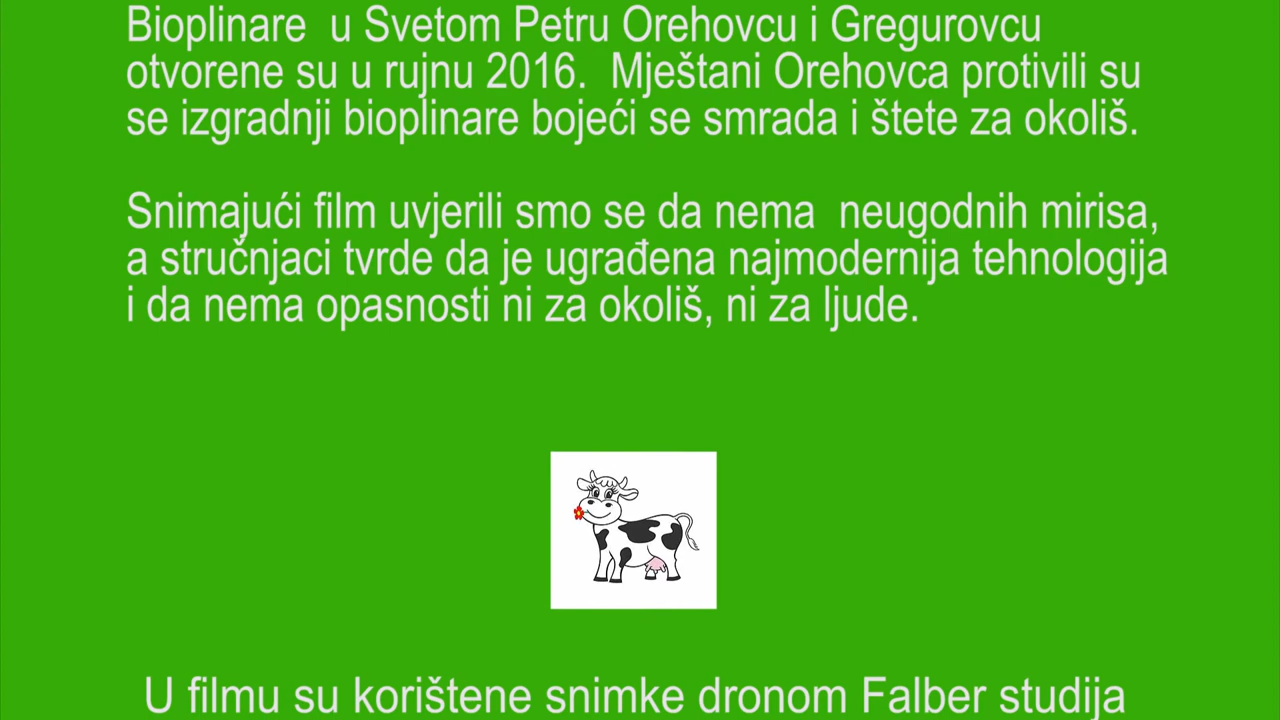 Bioplinare  u Svetom Petru Orehovcu i Gregurovcu
otvorene su u rujnu 2016.  Mještani Orehovca protivili su
se izgradnji bioplinare bojeći se smrada i štete za okoliš.
Snimajući film uvjerili smo se da nema  neugodnih mirisa,
a stručnjaci tvrde da je ugrađena najmodernija tehnologija
i da nema opasnosti ni za okoliš, ni za ljude.
U filmu su korištene snimke dronom Falber studija